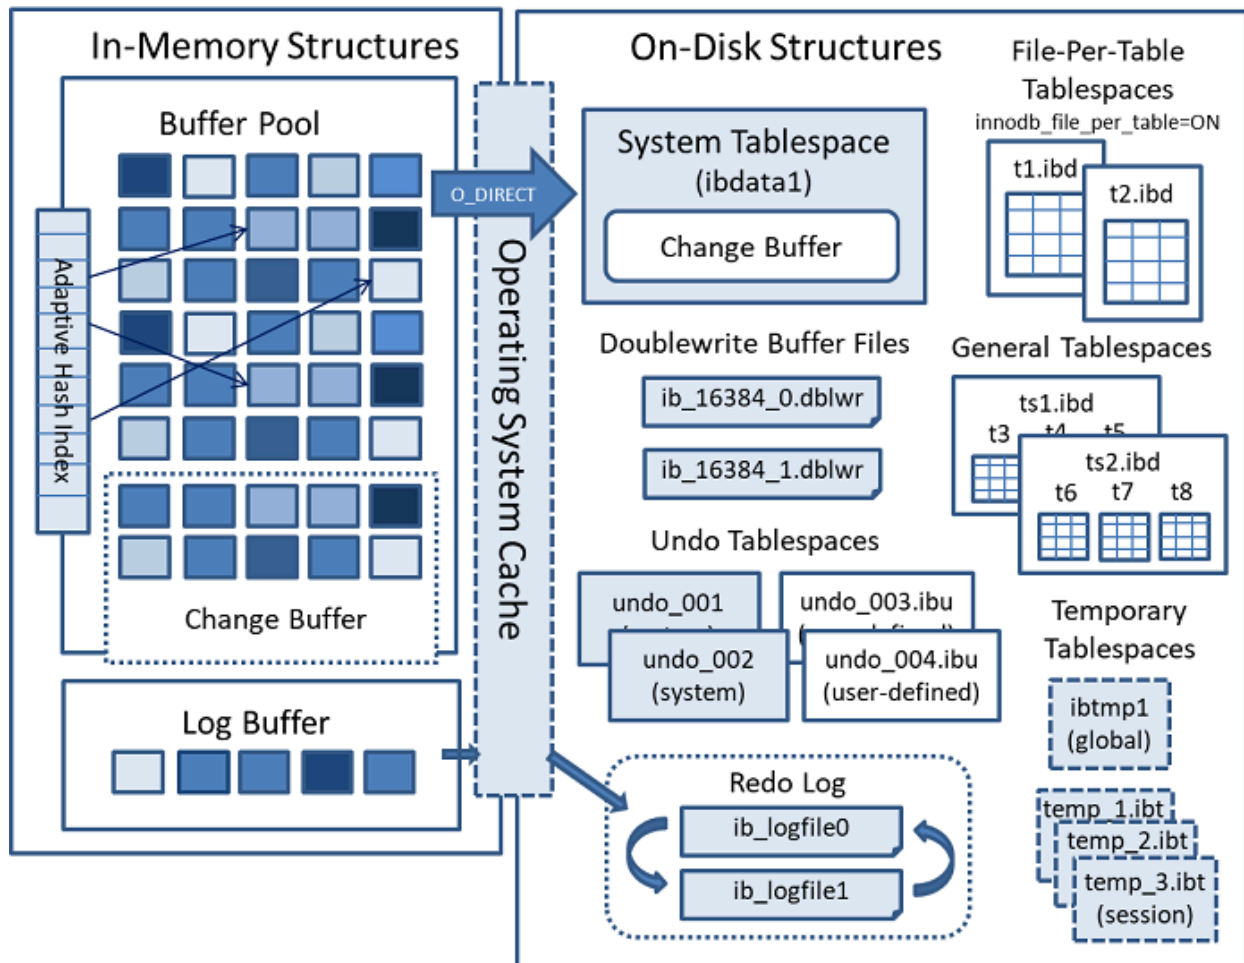 In-Memory Structures
Buffer Pool
Adaptive Hash Index
Change Buffer
Log Buffer
Operating System Cache
O_DIRECT
On-Disk Structures
System Tablespace
(ibdata1)
Change Buffer
Doublewrite Buffer Files
ib_16384_0.dblwr
ib_16384_1.dblwr
Undo Tablespaces
undo_001
undo_002
(system)
undo_003.ibu
undo_004.ibu
(user-defined)
Redo Log
ib_logfile0
ib_logfile1
File-Per-Table
Tablespaces
innodb_file_per_table=ON
t1.ibd
t2.ibd
General Tablespaces
ts1.ibd
t3 t4 t5
ts2.ibd
t6 t7 t8
Temporary
Tablespaces
ibtmp1
(global)
temp_1.ibt
temp_2.ibt
temp_3.ibt
(session)